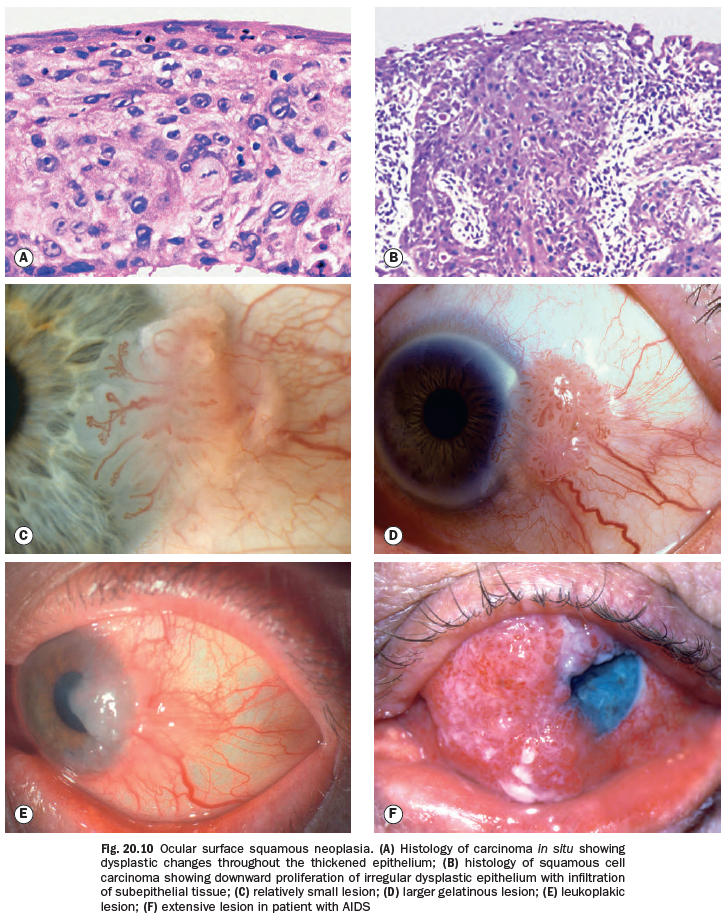 A
B
C
D
E
F
Fig. 20.10 Ocular surface squamous neoplasia. (A) Histology of carcinoma in situ showing
dysplastic changes throughout the thickened epithelium; (B) histology of squamous cell
carcinoma showing downward proliferation of irregular dysplastic epithelium with infiltration
of subepithelial tissue; (C) relatively small lesion; (D) larger gelatinous lesion; (E) leukoplakic
lesion; (F) extensive lesion in patient with AIDS